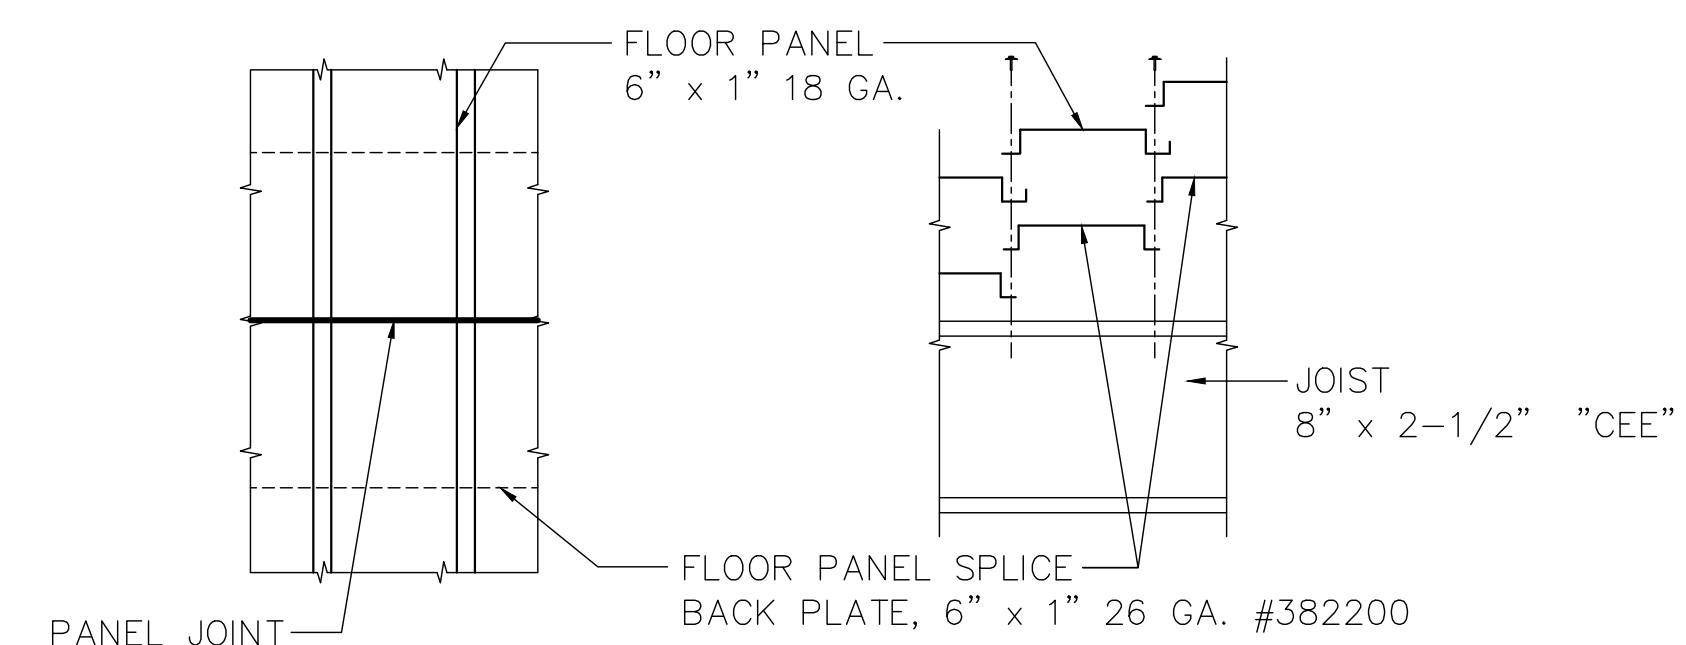 FLOOR PANEL
6” x 1” 18 GA.
JOIST
8” x 2-1/2” "CEE”
FLOOR PANEL SPLICE
BACK PLATE, 6” x 1” 26 GA. #382200
PANEL JOINT